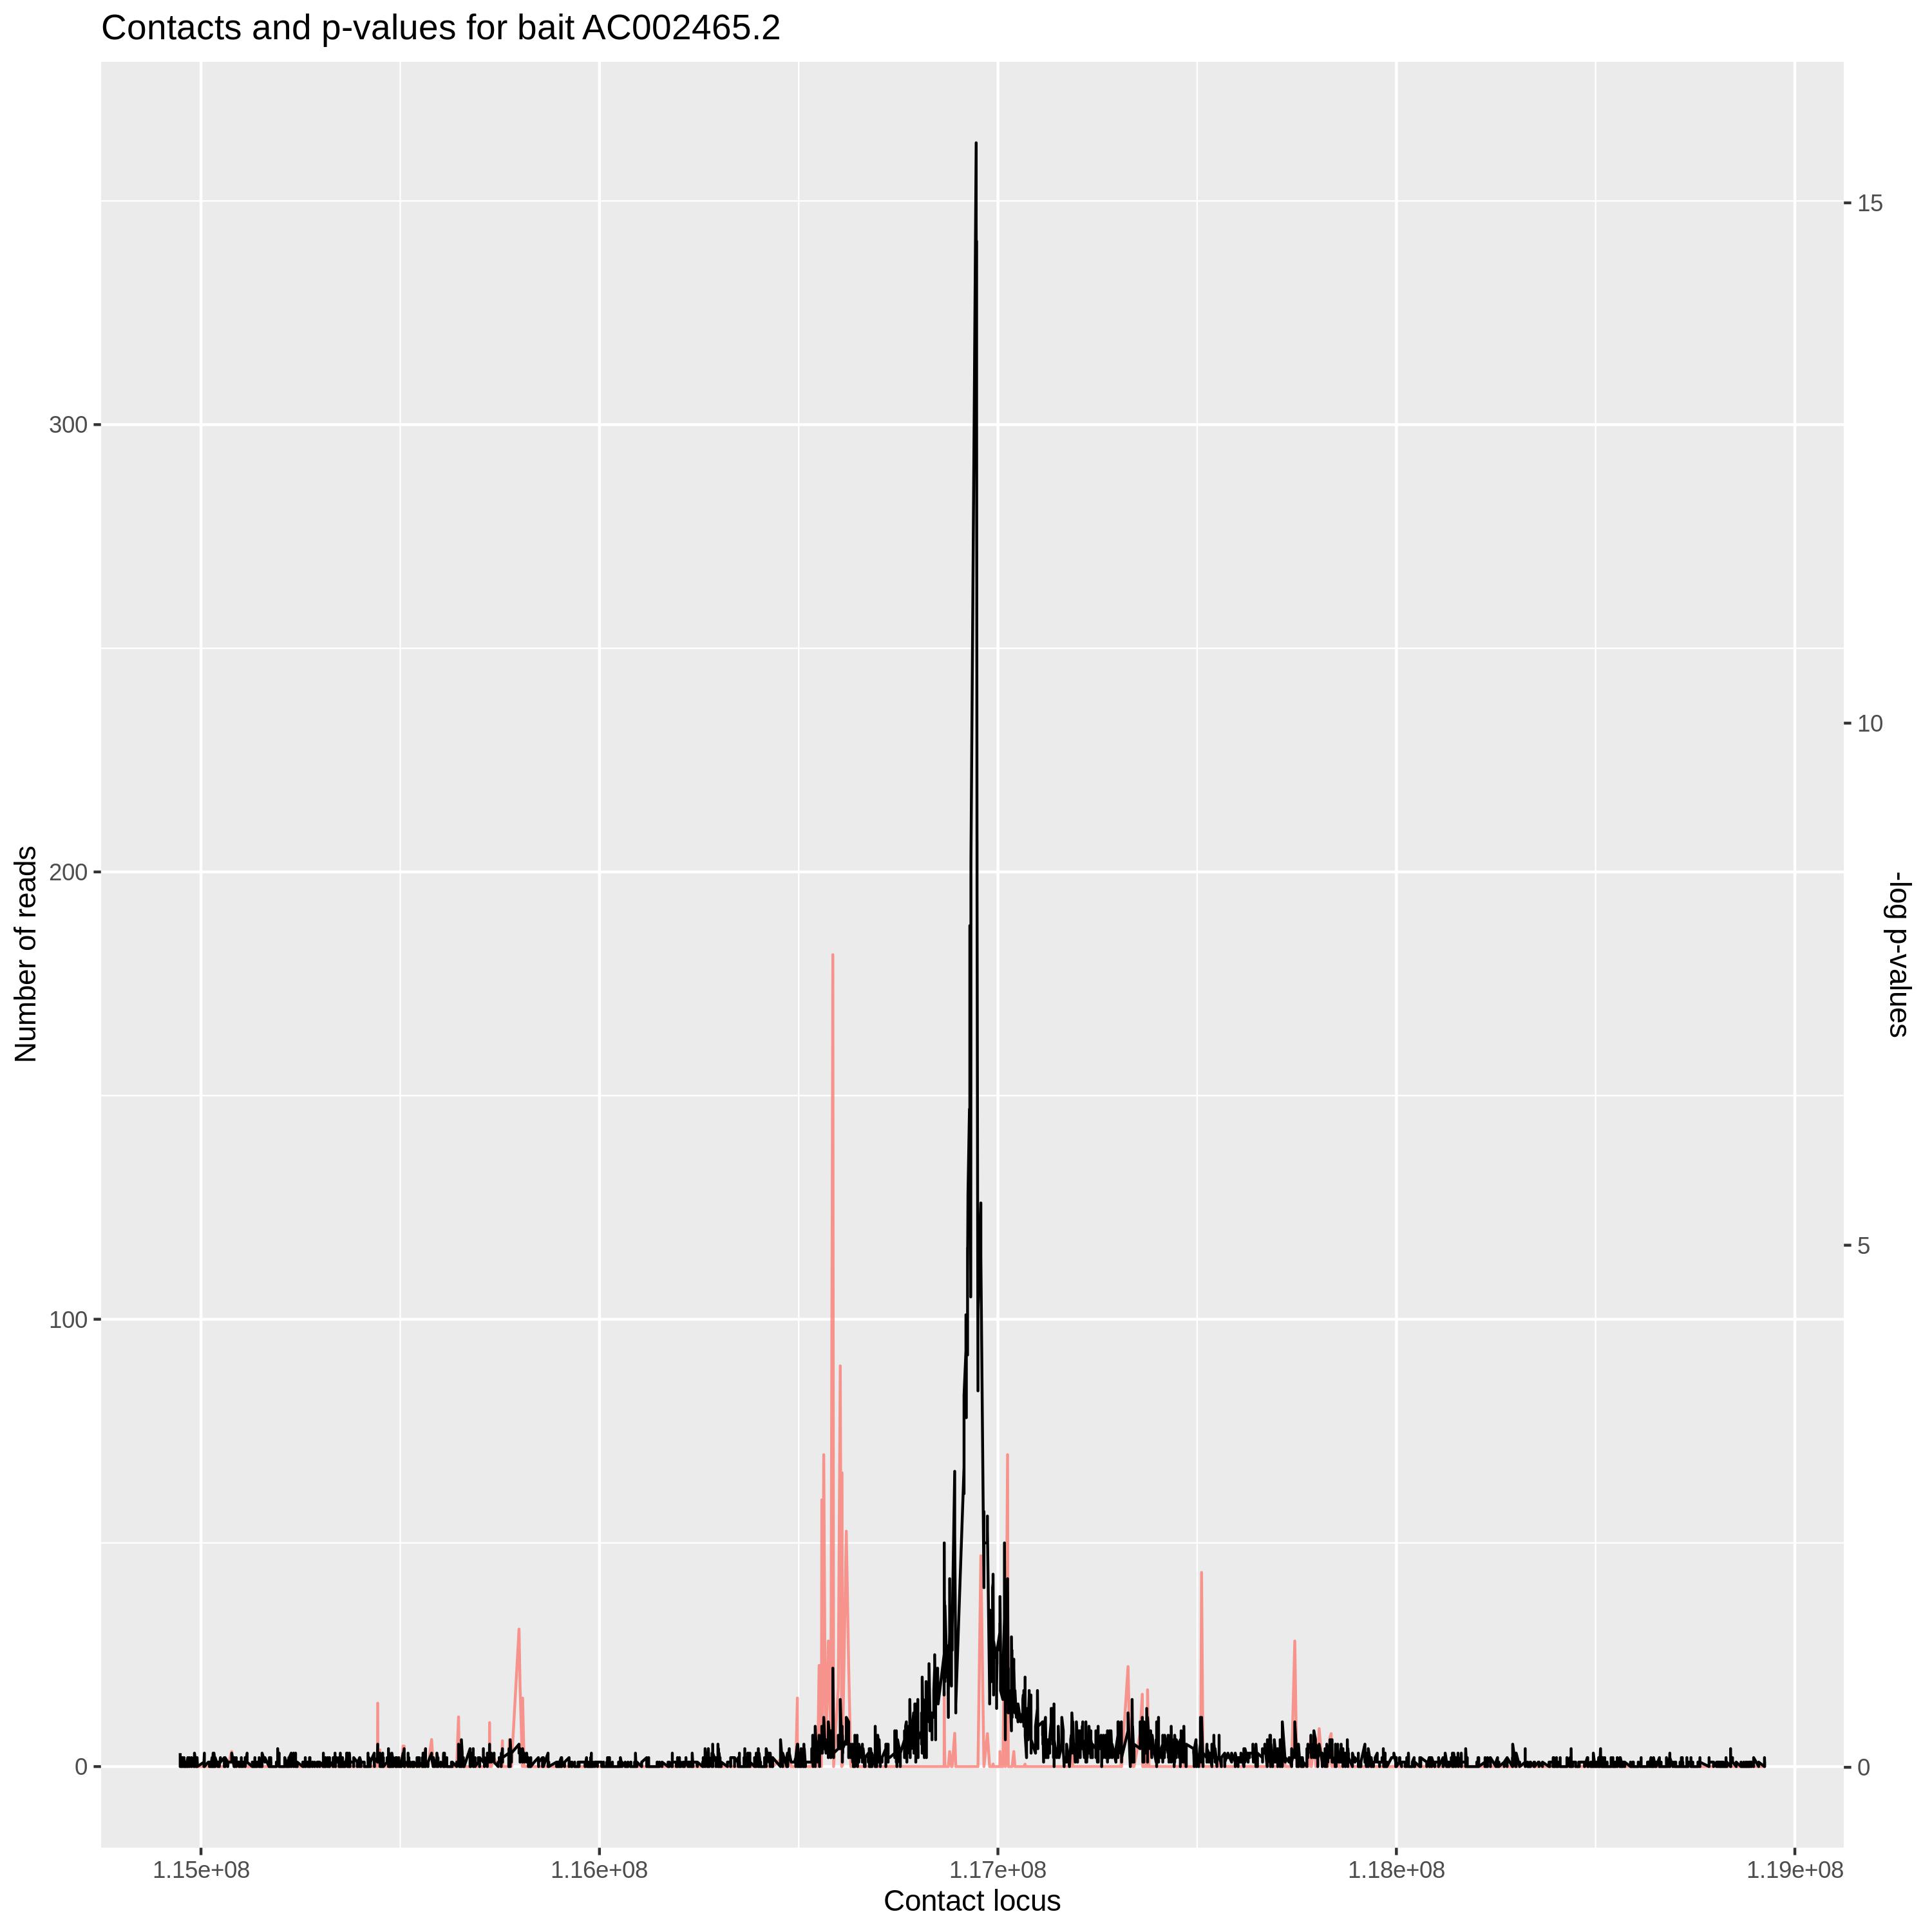 Contacts and p-values for bait AC002465.2
Number of reads
300
200
100
0
15
10
5
0
-log p-values
1.15e+08
1.16e+08
1.17e+08
1.18e+08
1.19e+08
Contact locus